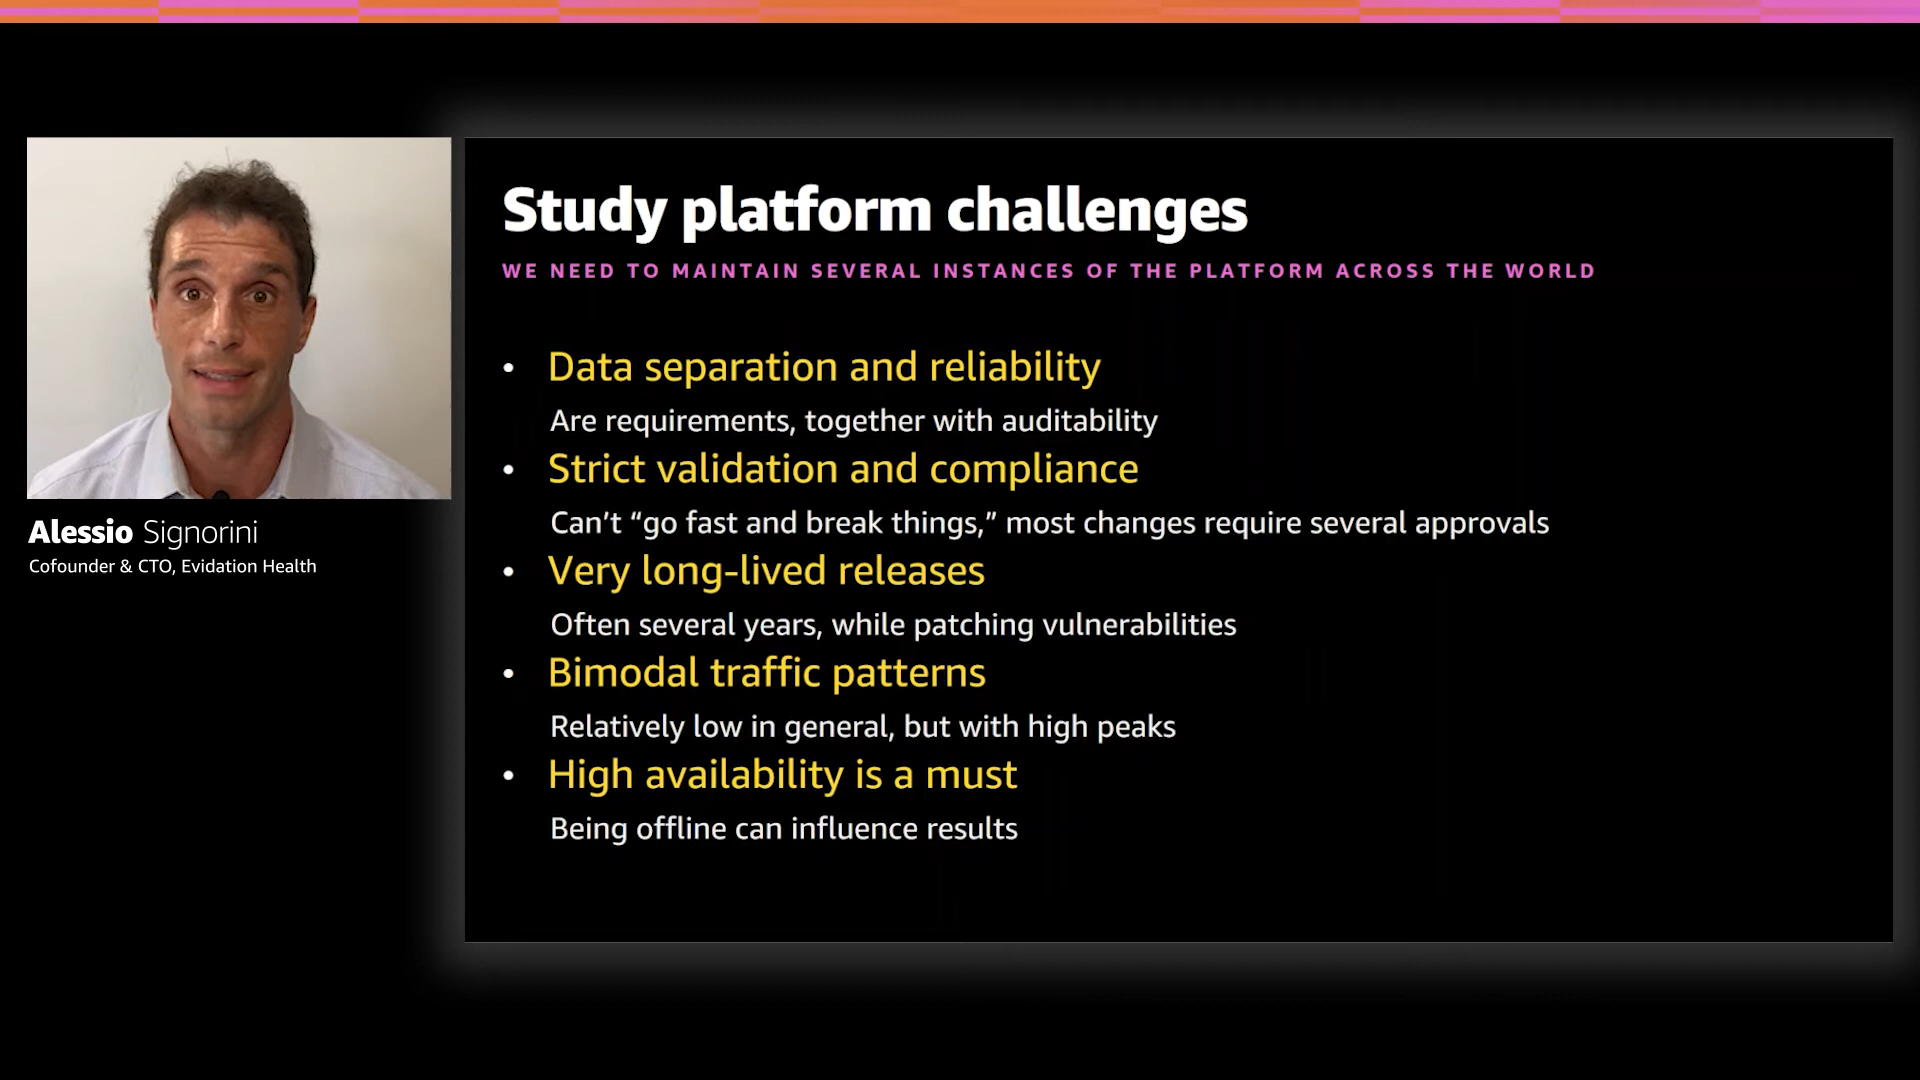 Alessio Signorini
Cofounder & CTO, Evidation Health
Study platform challenges
WE NEED TO MAINTAIN SEVERAL INSTANCES OF THE PLATFORM ACROSS THE WORLD
• Data separation and reliability
Are requirements, together with auditability
• Strict validation and compliance
Can’t “go fast and break things,” most changes require several approvals
• Very long-lived releases
Often several years, while patching vulnerabilities
• Bimodal traffic patterns
Relatively low in general, but with high peaks
• High availability is a must
Being offline can influence results